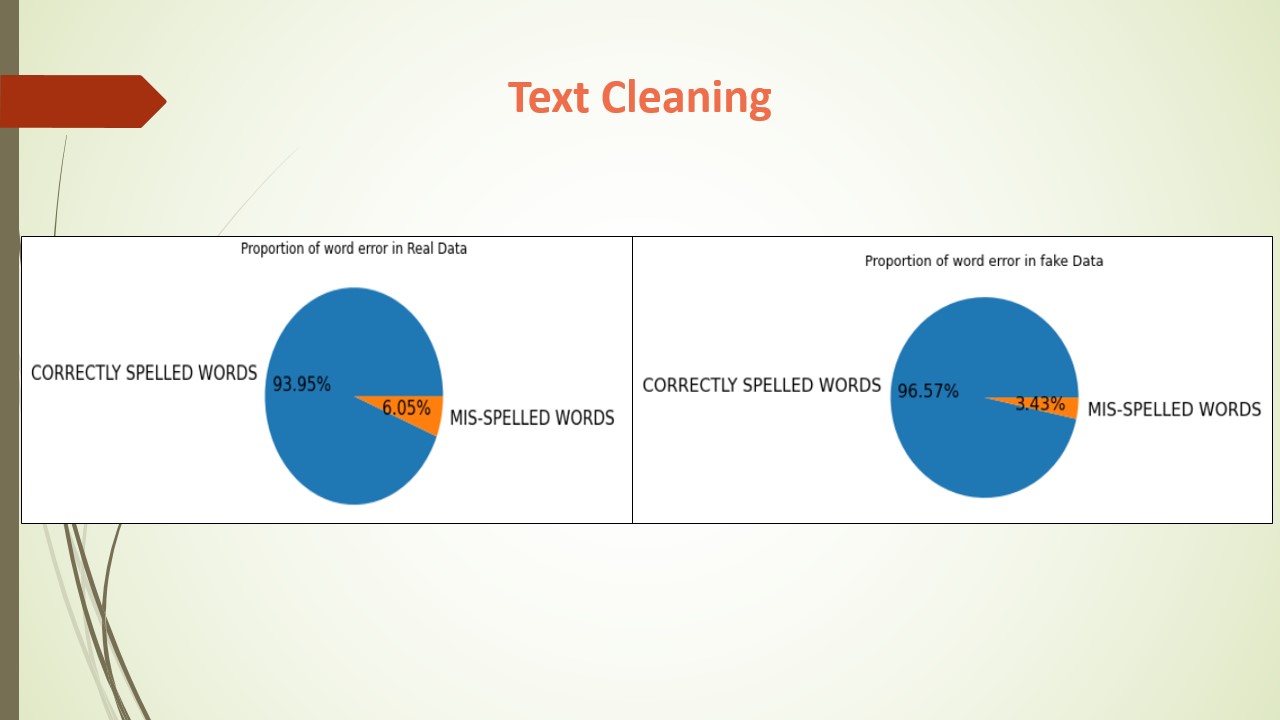 Text Cleaning
Proportion of word error in Real Data
CORRECTLY SPELLED WORDS
93.95%
6.05%
MIS-SPELLED WORDS
Proportion of word error in fake Data
CORRECTLY SPELLED WORDS
96.57%
3.43%
MIS-SPELLED WORDS